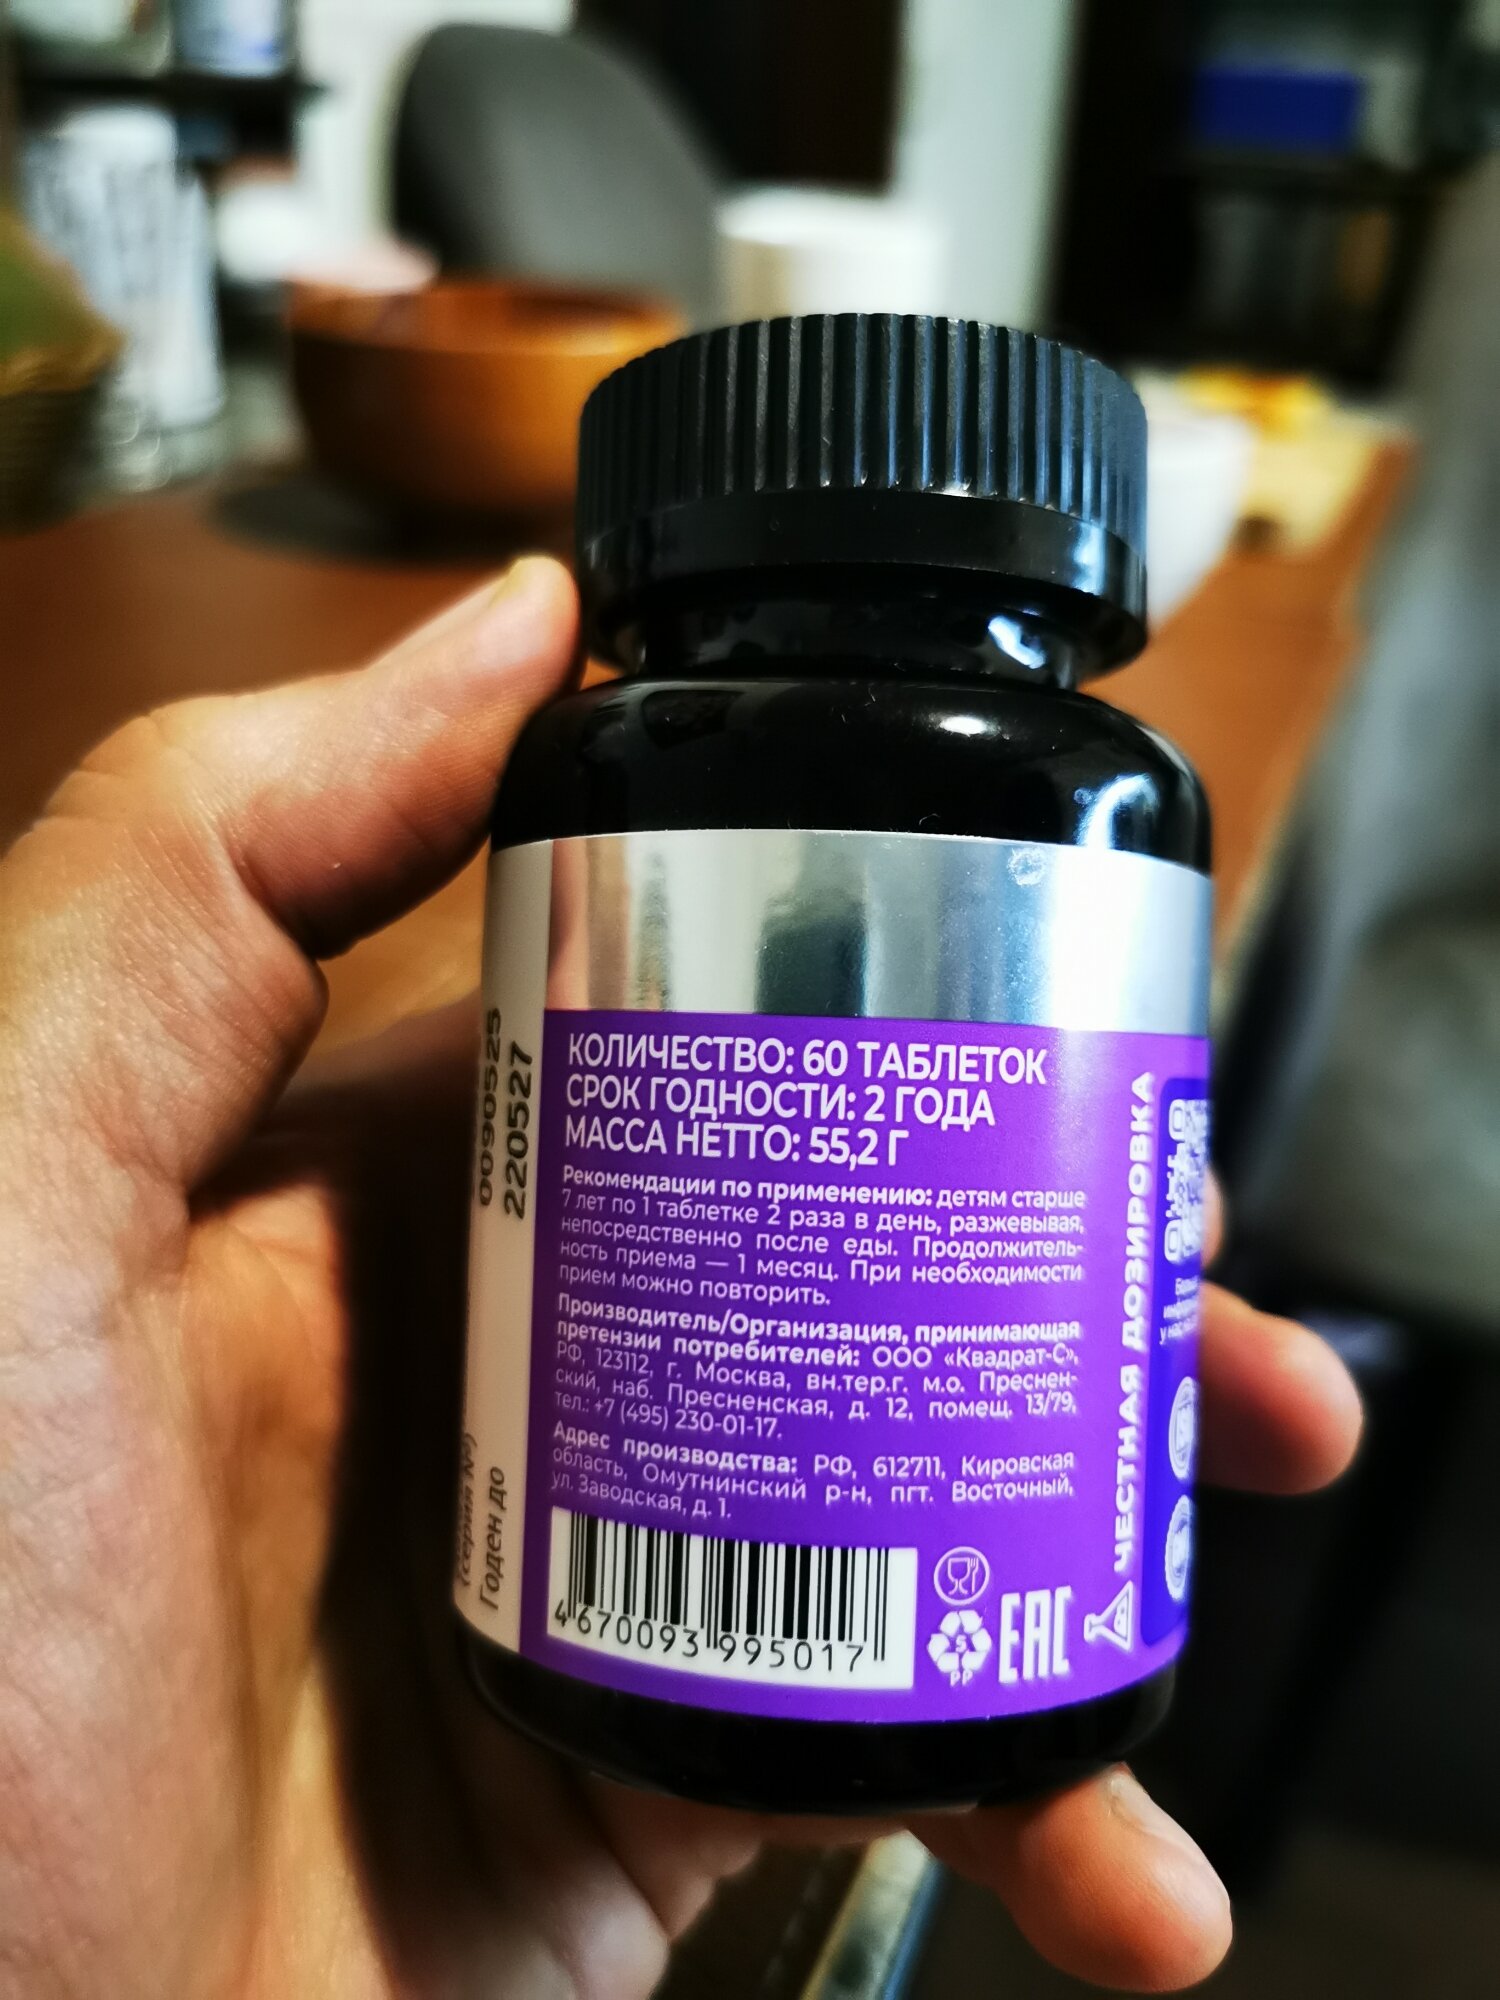 0090525
220527
(серия №)
Годен до
КОЛИЧЕСТВО: 60 ТАБЛЕТОК
СРОК ГОДНОСТИ: 2 ГОДА
МАССА НЕТТО: 55,2 Г
Рекомендации по применению: детям старше
7 лет по 1 таблетке 2 раза в день, разжевывая,
непосредственно после еды. Продолжитель-
ность приема — 1 месяц. При необходимости
прием можно повторить.
Производитель/Организация, принимающая
претензии потребителей: ООО «Квадрат-С»,
РФ, 123112, г. Москва, вн.тер.г. м.о. Преснен-
ский, наб. Пресненская, д. 12, помещ. 13/79,
тел.: +7 (495) 230-01-17.
Адрес производства: РФ, 612711, Кировская
область, Омутнинский р-н, пгт. Восточный,
ул. Заводская, д. 1.
4 670093 995017
5
PP
EAC
ЧЕСТНАЯ ДОЗИРОВКА